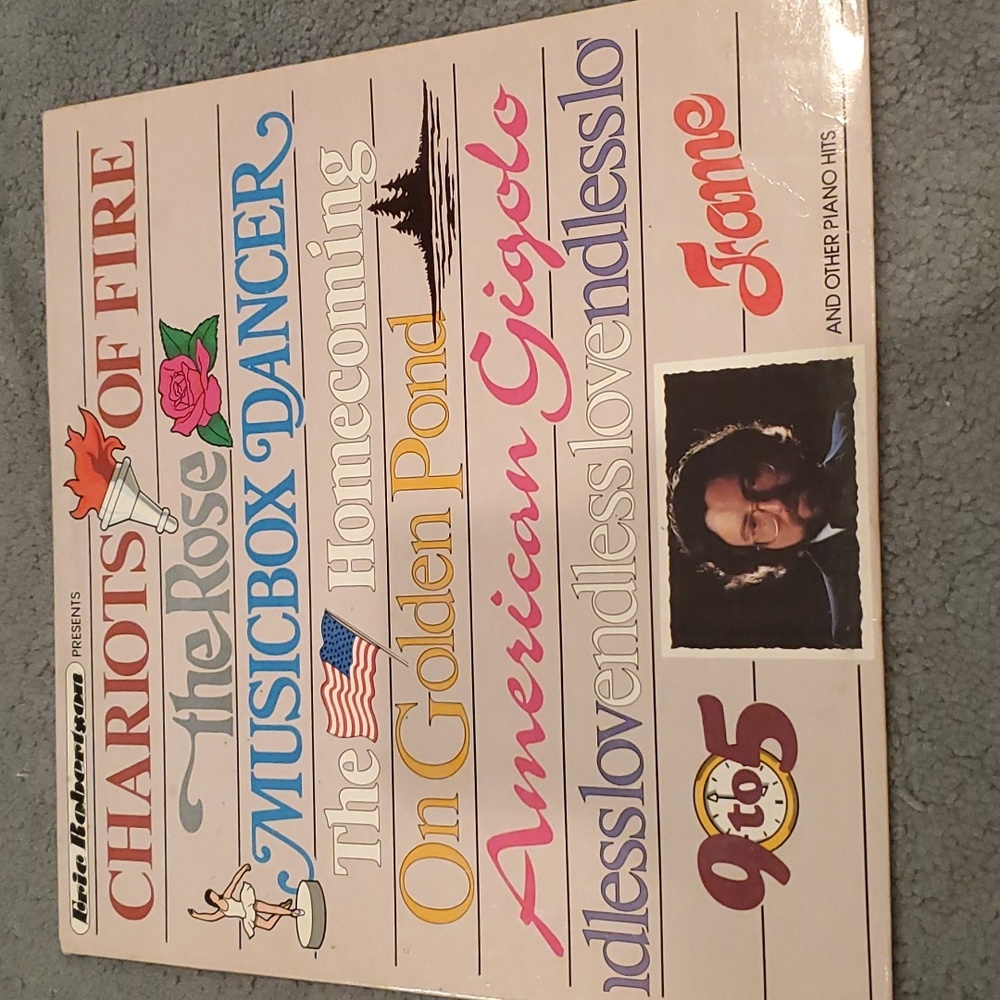 Eric Robertson PRESENTS
CHARIOTS OF FIRE
the Rose
MUSICBOX DANCER
The Homecoming
On Golden Pond
American Gigolo
ndlesslovendlesslovendlesslovendlesslo
9 to 5
Fame
AND OTHER PIANO HITS